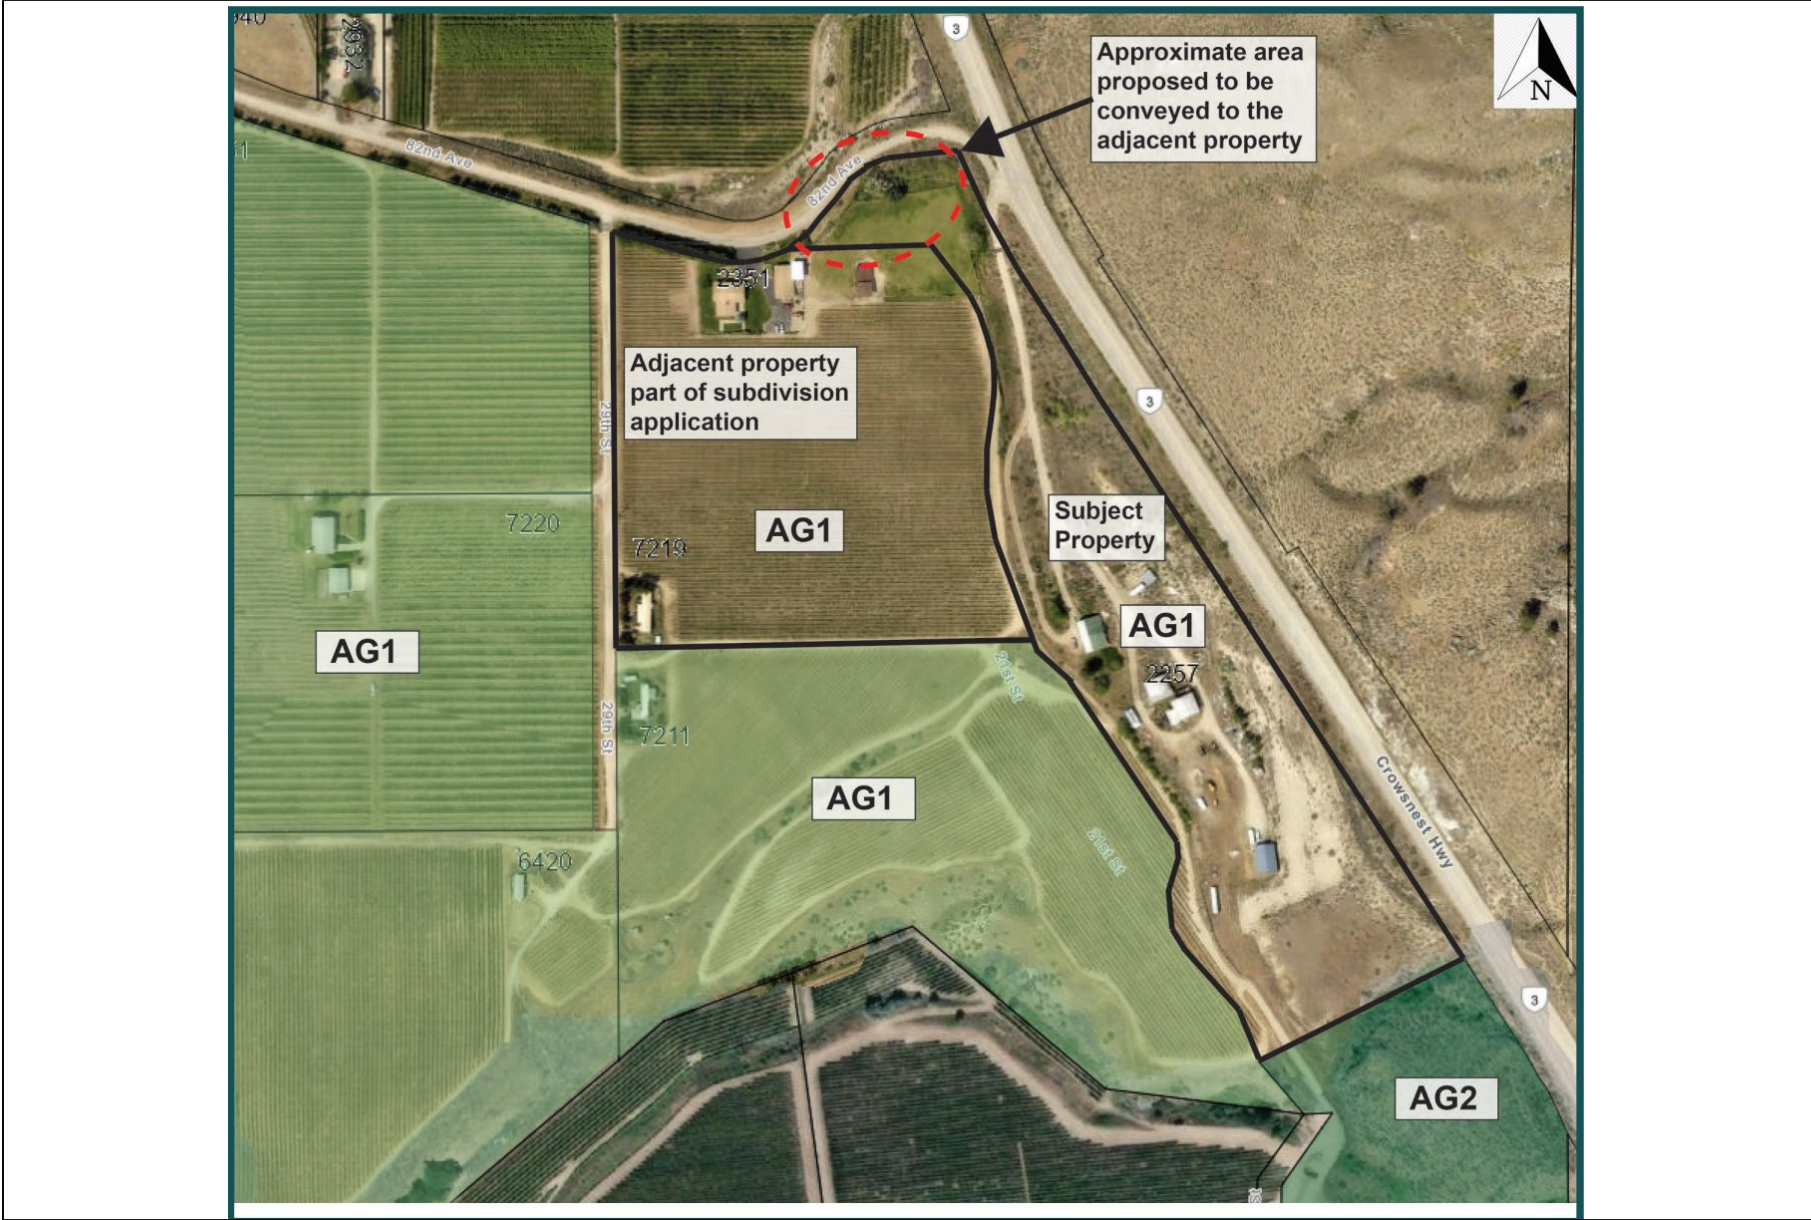 2932
3
Approximate area
proposed to be
conveyed to the
adjacent property
N
82nd Ave
82nd Ave
2351
Adjacent property
part of subdivision
application
29th St
3
7220
7219
AG1
Subject
Property
AG1
AG1
2257
21st St
29th St
7211
AG1
21st St
Crowsnest Hwy
6420
3
AG2